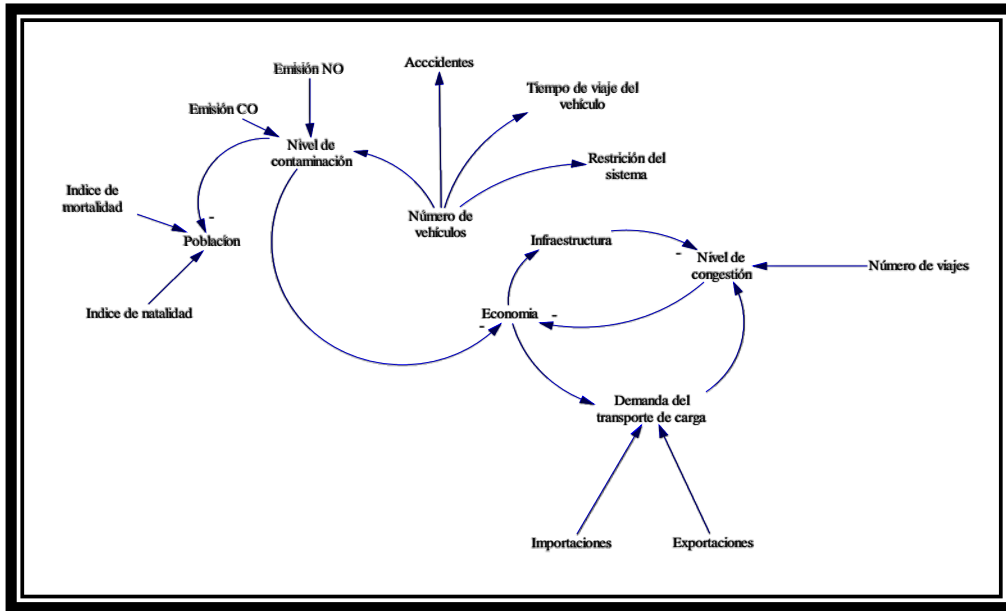 Emisión NO
Acccidentes
Tiempo de viaje del
vehículo
Emisión CO
Nivel de
contaminación
Restrición del
sistema
Indice de
mortalidad
-
Poblacíon
Número de
vehículos
Infraestructura
-
Nivel de
congestión
Número de viajes
Indice de natalidad
Economia
-
-
Demanda del
transporte de carga
Importaciones
Exportaciones